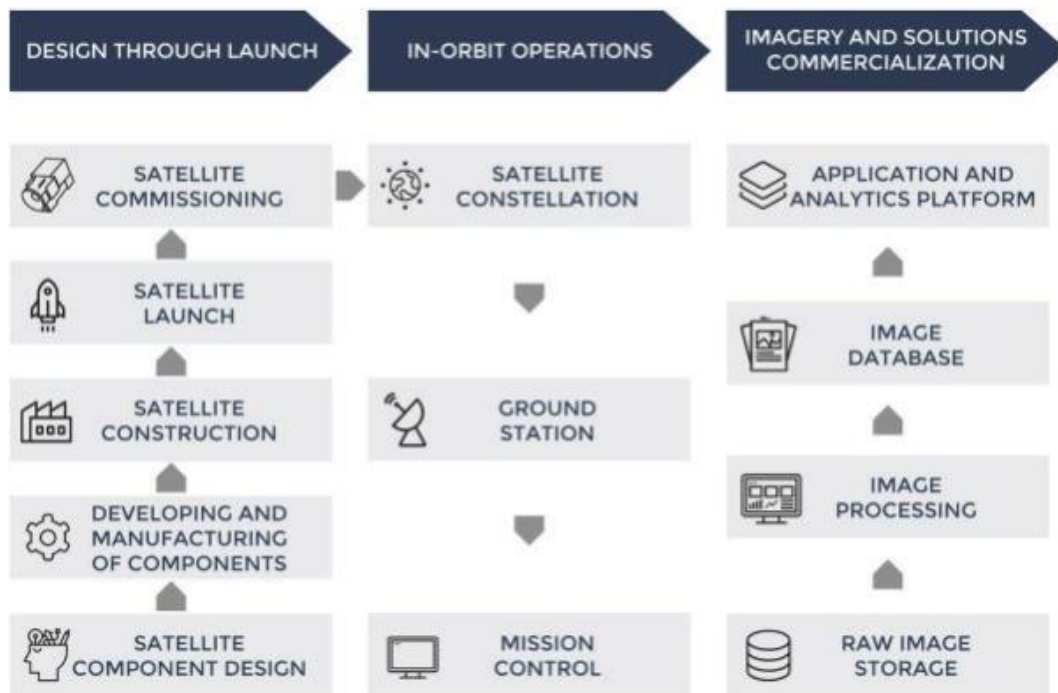 DESIGN THROUGH LAUNCH
IN-ORBIT OPERATIONS
IMAGERY AND SOLUTIONS
COMMERCIALIZATION
SATELLITE
COMMISSIONING
SATELLITE
LAUNCH
SATELLITE
CONSTRUCTION
DEVELOPING AND
MANUFACTURING
OF COMPONENTS
SATELLITE
COMPONENT DESIGN
SATELLITE
CONSTELLATION
GROUND
STATION
MISSION
CONTROL
APPLICATION AND
ANALYTICS PLATFORM
IMAGE
DATABASE
IMAGE
PROCESSING
RAW IMAGE
STORAGE